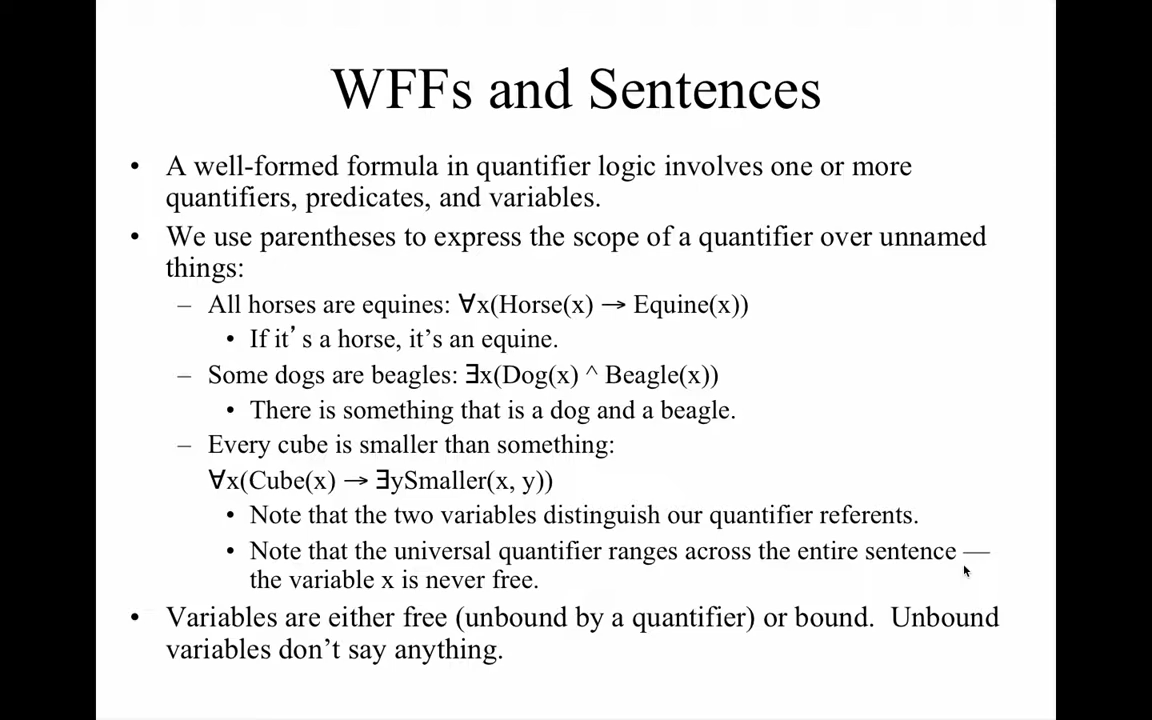 WFFs and Sentences
• A well-formed formula in quantifier logic involves one or more
quantifiers, predicates, and variables.
• We use parentheses to express the scope of a quantifier over unnamed
things:
– All horses are equines: ∀x(Horse(x) → Equine(x))
• If it’s a horse, it’s an equine.
– Some dogs are beagles: ∃x(Dog(x) ^ Beagle(x))
• There is something that is a dog and a beagle.
– Every cube is smaller than something:
∀x(Cube(x) → ∃ySmaller(x, y))
• Note that the two variables distinguish our quantifier referents.
• Note that the universal quantifier ranges across the entire sentence —
the variable x is never free.
• Variables are either free (unbound by a quantifier) or bound. Unbound
variables don’t say anything.